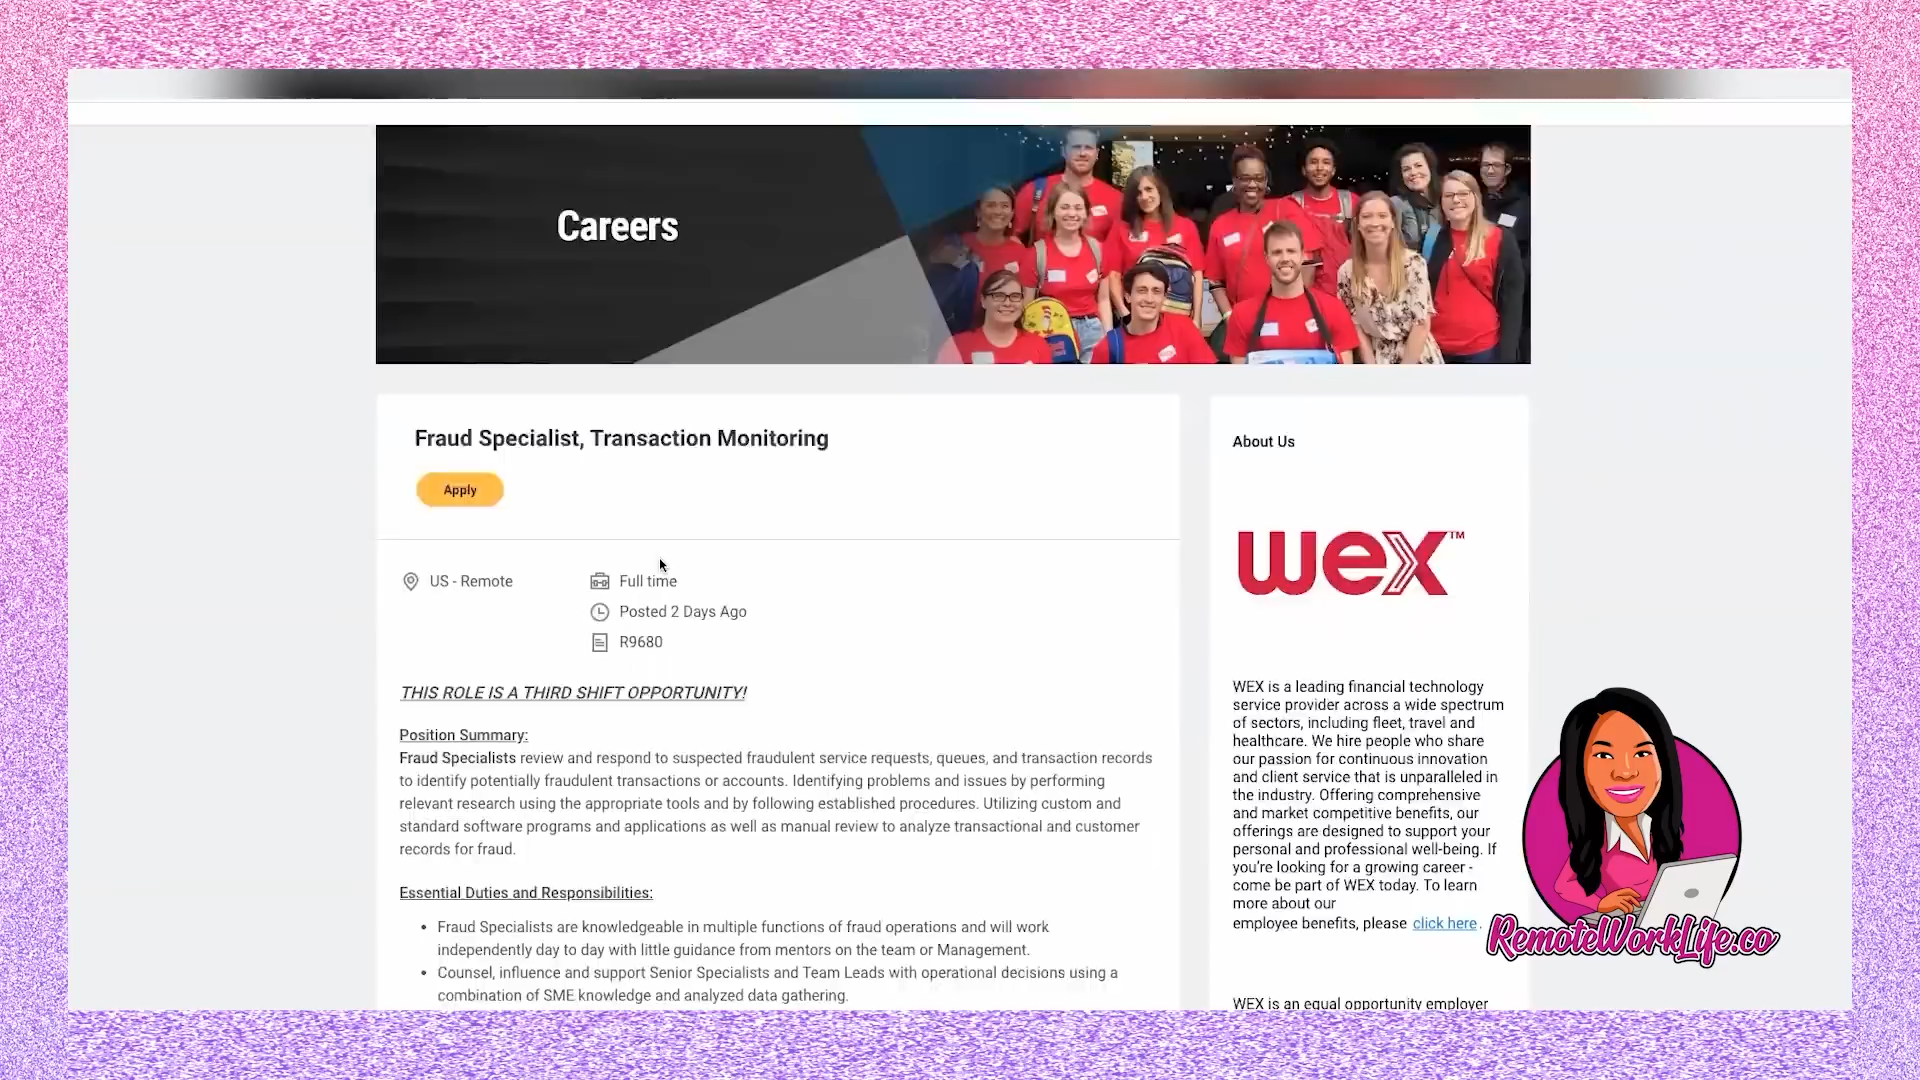 Careers
Fraud Specialist, Transaction Monitoring
Apply
US - Remote
Full time
Posted 2 Days Ago
R9680
THIS ROLE IS A THIRD SHIFT OPPORTUNITY!
Position Summary:
Fraud Specialists review and respond to suspected fraudulent service requests, queues, and transaction records
to identify potentially fraudulent transactions or accounts. Identifying problems and issues by performing
relevant research using the appropriate tools and by following established procedures. Utilizing custom and
standard software programs and applications as well as manual review to analyze transactional and customer
records for fraud.
Essential Duties and Responsibilities:
• Fraud Specialists are knowledgeable in multiple functions of fraud operations and will work
independently day to day with little guidance from mentors on the team or Management.
• Counsel, influence and support Senior Specialists and Team Leads with operational decisions using a
combination of SME knowledge and analyzed data gathering.
About Us
wex™
WEX is a leading financial technology
service provider across a wide spectrum
of sectors, including fleet, travel and
healthcare. We hire people who share
our passion for continuous innovation
and client service that is unparalleled in
the industry. Offering comprehensive
and market competitive benefits, our
offerings are designed to support your
personal and professional well-being. If
you're looking for a growing career -
come be part of WEX today. To learn
more about our
employee benefits, please click here.
WEX is an equal opportunity employer
RemoteWorkLife.co